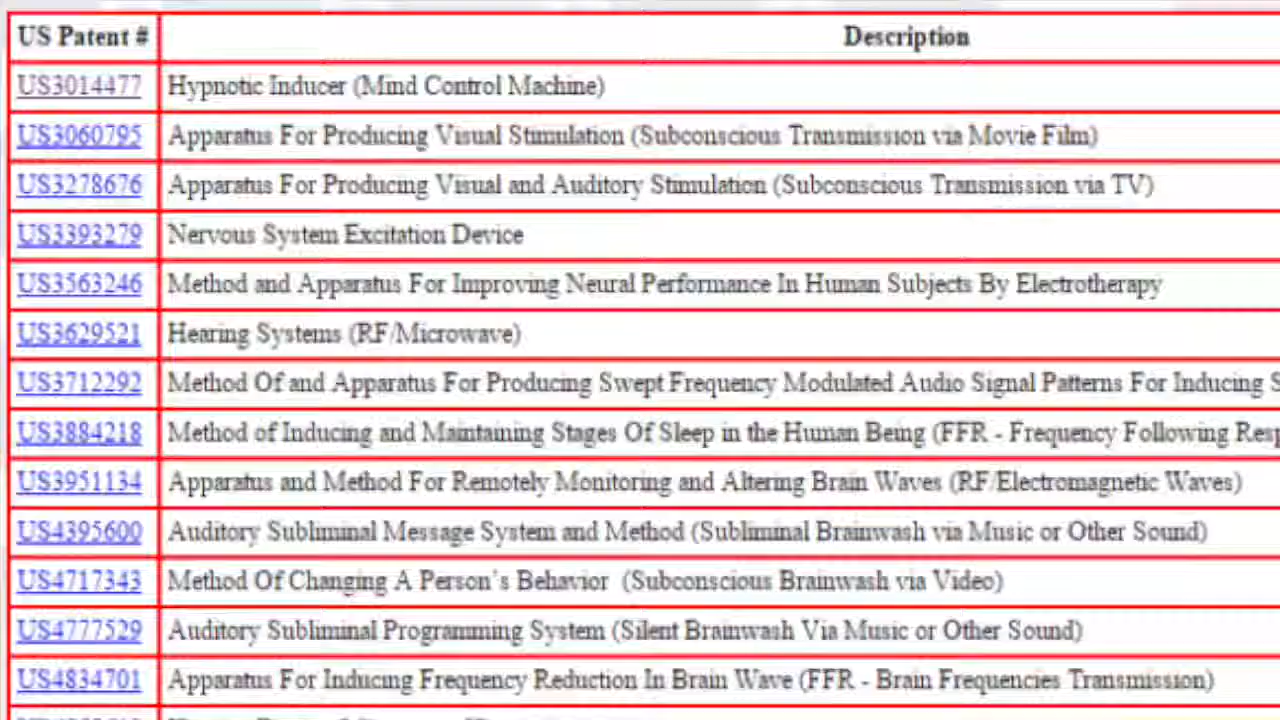 US Patent # Description
US3014477 Hypnotic Inducer (Mind Control Machine)
US3060795 Apparatus For Producing Visual Stimulation (Subconscious Transmission via Movie Film)
US3278676 Apparatus For Producing Visual and Auditory Stimulation (Subconscious Transmission via TV)
US3393279 Nervous System Excitation Device
US3563246 Method and Apparatus For Improving Neural Performance In Human Subjects By Electrotherapy
US3629521 Hearing Systems (RF/Microwave)
US3712292 Method Of and Apparatus For Producing Swept Frequency Modulated Audio Signal Patterns For Inducing S
US3884218 Method of Inducing and Maintaining Stages Of Sleep in the Human Being (FFR - Frequency Following Resp
US3951134 Apparatus and Method For Remotely Monitoring and Altering Brain Waves (RF/Electromagnetic Waves)
US4395600 Auditory Subliminal Message System and Method (Subliminal Brainwash via Music or Other Sound)
US4717343 Method Of Changing A Person's Behavior (Subconscious Brainwash via Video)
US4777529 Auditory Subliminal Programming System (Silent Brainwash Via Music or Other Sound)
US4834701 Apparatus For Inducing Frequency Reduction In Brain Wave (FFR - Brain Frequencies Transmission)